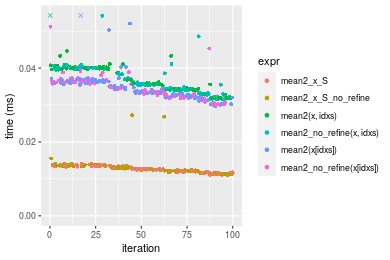 expr
0.04
mean2_x_S
mean2_x_S_no_refine
mean2(x, idxs)
mean2_no_refine(x, idxs)
mean2(x[idxs])
mean2_no_refine(x[idxs])
0.02
0.00
time (ms)
0 25 50 75 100
iteration